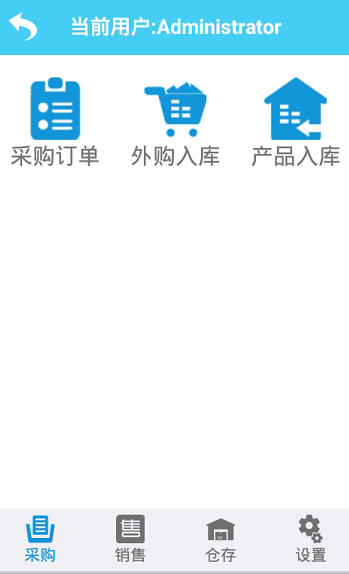 当前用户:Administrator
采购订单 外购入库 产品入库
售
采购 销售 仓存 设置